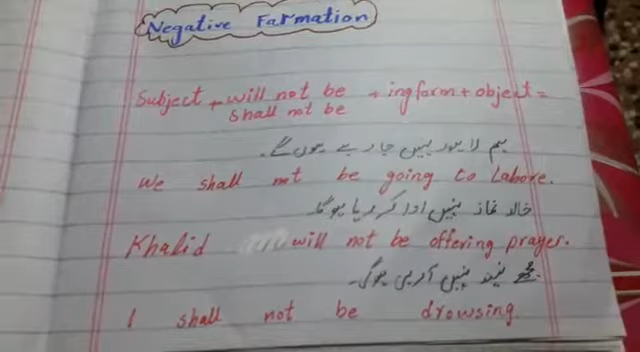 Negative Farmation
Subject + will not be + ing form + object =
shall not be
ہم لاہور نہیں جا رہے ہوں گے۔
We shall not be going to Lahore.
خالد نماز نہیں ادا کر رہا ہوگا۔
Khalid will not be offering prayer.
مجھے نیند نہیں آ رہی ہوگی۔
I shall not be drowsing